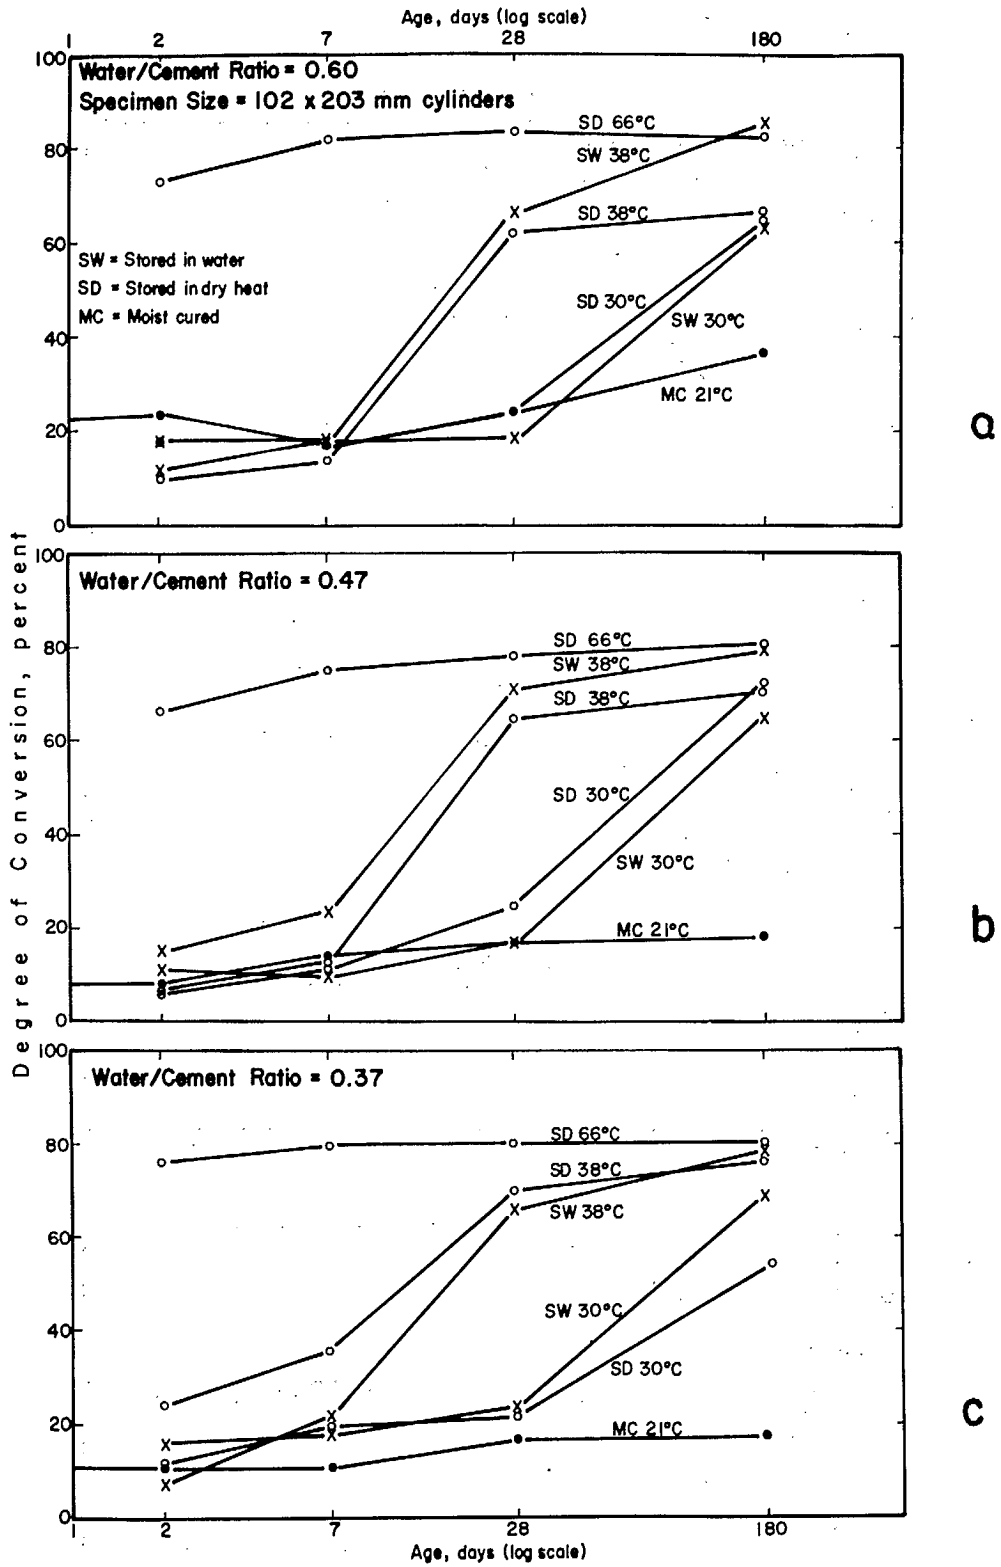 Age, days (log scale)
1 2 7 28 180
100
Water/Cement Ratio = 0.60
Specimen Size = 102 x 203 mm cylinders
SD 66°C
80
SW 38°C
SD 38°C
60
SW = Stored in water
SD = Stored in dry heat
SD 30°C
MC = Moist cured
SW 30°C
40
MC 21°C
a
20
0
Degree of Conversion, percent
100
Water/Cement Ratio = 0.47
SD 66°C
80
SW 38°C
SD 38°C
60
SD 30°C
40
SW 30°C
20
MC 21°C
b
0
100
Water/Cement Ratio = 0.37
SD 66°C
80
SD 38°C
SW 38°C
60
SW 30°C
40
SD 30°C
20
MC 21°C
c
0
1 2 7 28 180
Age, days (log scale)